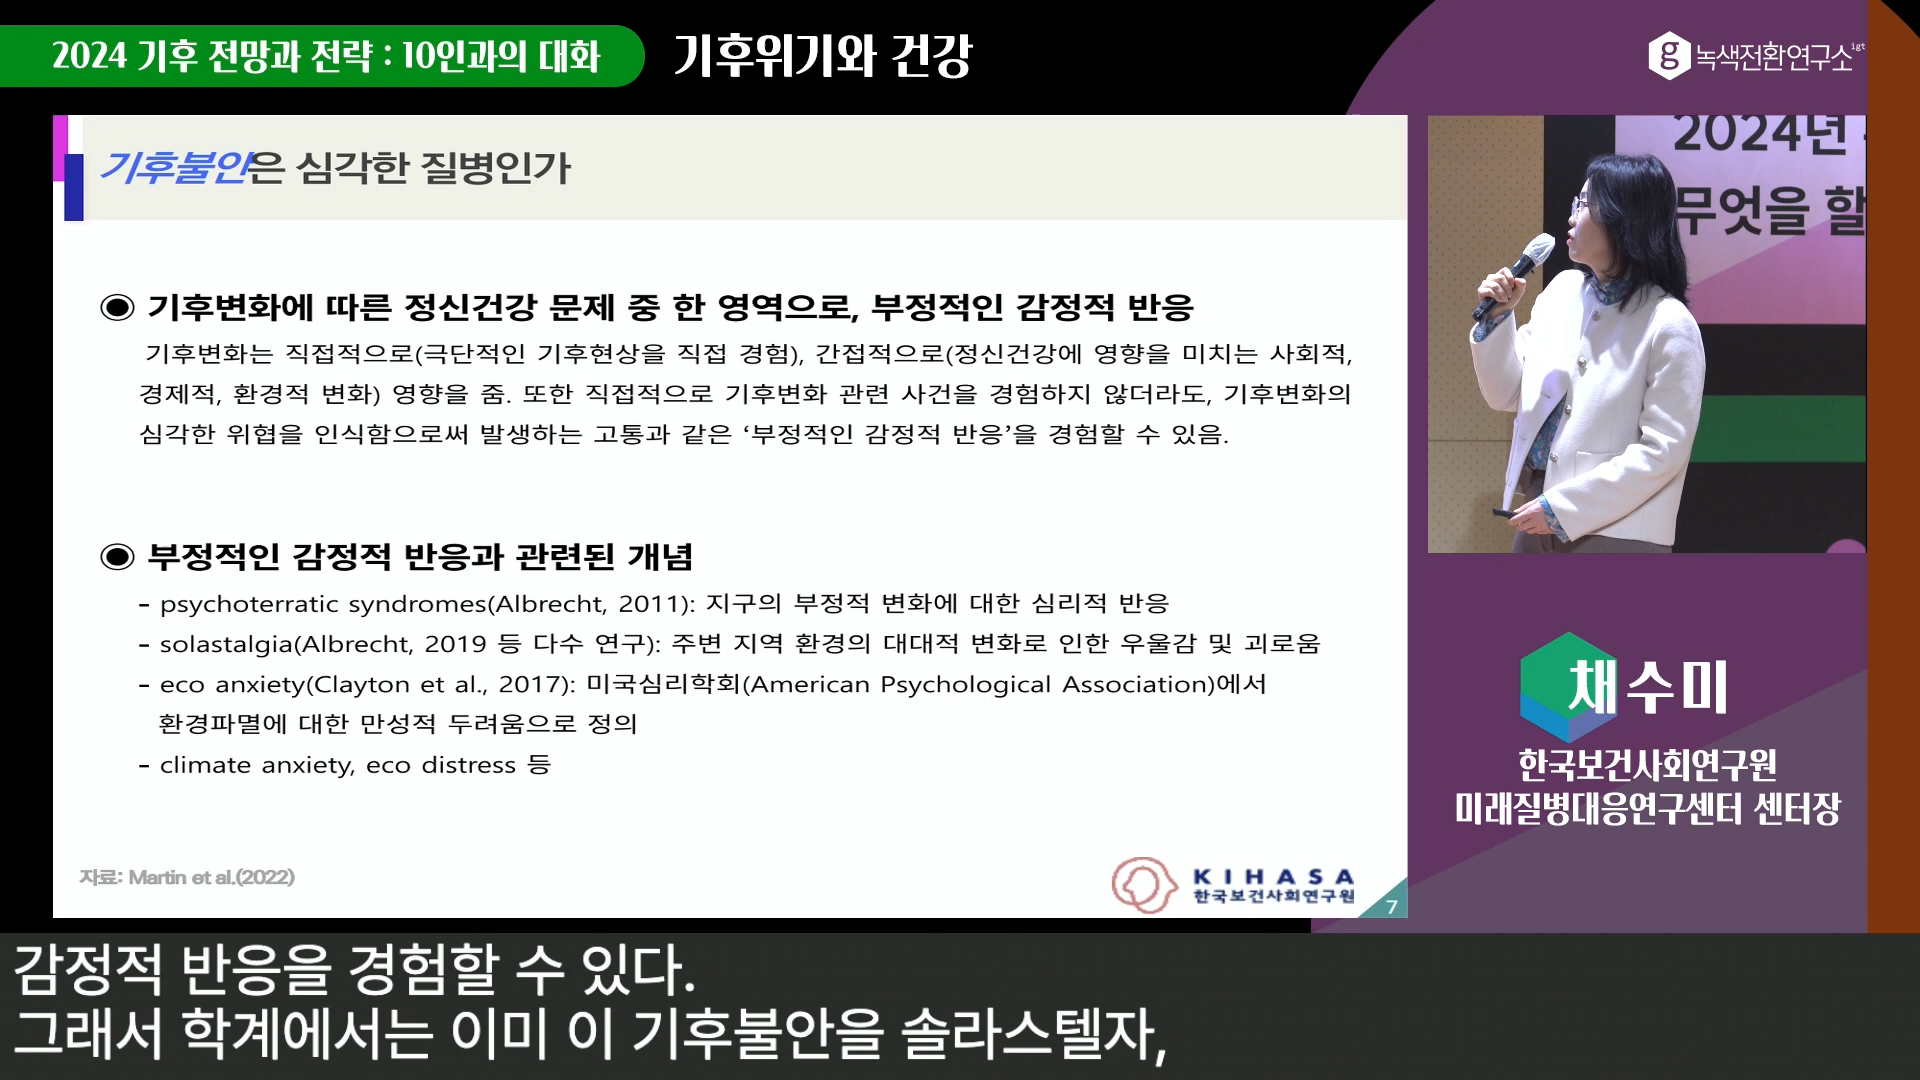 2024 기후 전망과 전략 : 10인과의 대화
기후위기와 건강
녹색전환연구소 igt
기후불안은 심각한 질병인가
◉ 기후변화에 따른 정신건강 문제 중 한 영역으로, 부정적인 감정적 반응
기후변화는 직접적으로(극단적인 기후현상을 직접 경험), 간접적으로(정신건강에 영향을 미치는 사회적,
경제적, 환경적 변화) 영향을 줌. 또한 직접적으로 기후변화 관련 사건을 경험하지 않더라도, 기후변화의
심각한 위협을 인식함으로써 발생하는 고통과 같은 ‘부정적인 감정적 반응’을 경험할 수 있음.
◉ 부정적인 감정적 반응과 관련된 개념
- psychoterratic syndromes(Albrecht, 2011): 지구의 부정적 변화에 대한 심리적 반응
- solastalgia(Albrecht, 2019 등 다수 연구): 주변 지역 환경의 대대적 변화로 인한 우울감 및 괴로움
- eco anxiety(Clayton et al., 2017): 미국심리학회(American Psychological Association)에서
환경파멸에 대한 만성적 두려움으로 정의
- climate anxiety, eco distress 등
자료: Martin et al.(2022)
KIHASA
한국보건사회연구원
7
2024년
무엇을 할
채수미
한국보건사회연구원
미래질병대응연구센터 센터장
감정적 반응을 경험할 수 있다.
그래서 학계에서는 이미 이 기후불안을 솔라스텔자,